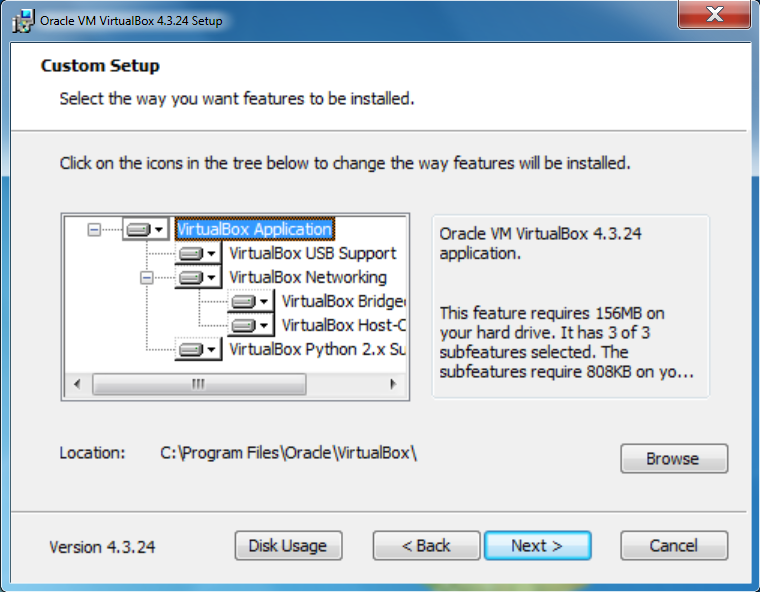 Oracle VM VirtualBox 4.3.24 Setup
Custom Setup
Select the way you want features to be installed.
Click on the icons in the tree below to change the way features will be installed.
VirtualBox Application
VirtualBox USB Support
VirtualBox Networking
VirtualBox Bridged
VirtualBox Host-C
VirtualBox Python 2.x Su
Oracle VM VirtualBox 4.3.24
application.
This feature requires 156MB on
your hard drive. It has 3 of 3
subfeatures selected. The
subfeatures require 808KB on yo...
Location: C:\Program Files\Oracle\VirtualBox\
Browse
Version 4.3.24
Disk Usage
< Back
Next >
Cancel